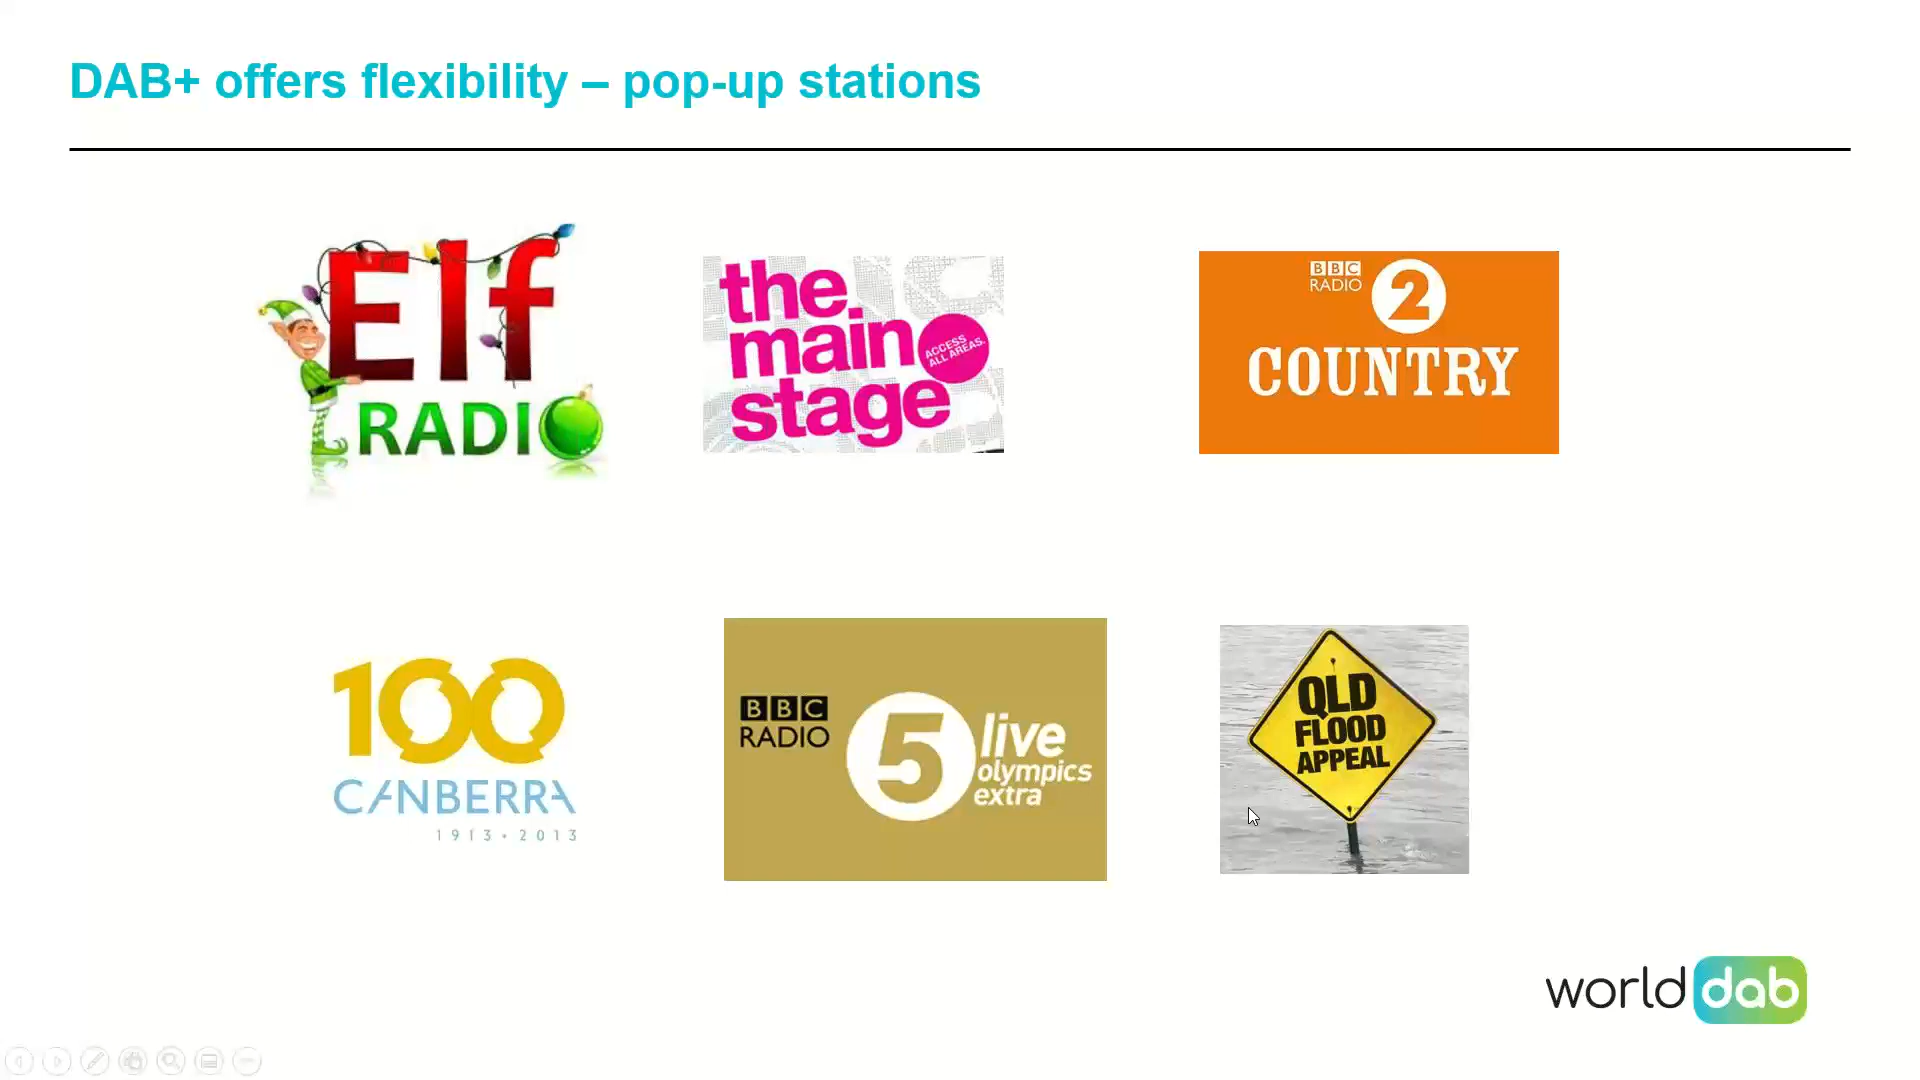 DAB+ offers flexibility – pop-up stations
Elf
RADIO
the
main
stage
ACCESS
ALL AREAS.
BBC
RADIO
2
COUNTRY
100
CANBERRA
1913 • 2013
BBC
RADIO
5
live
olympics
extra
QLD
FLOOD
APPEAL
world dab